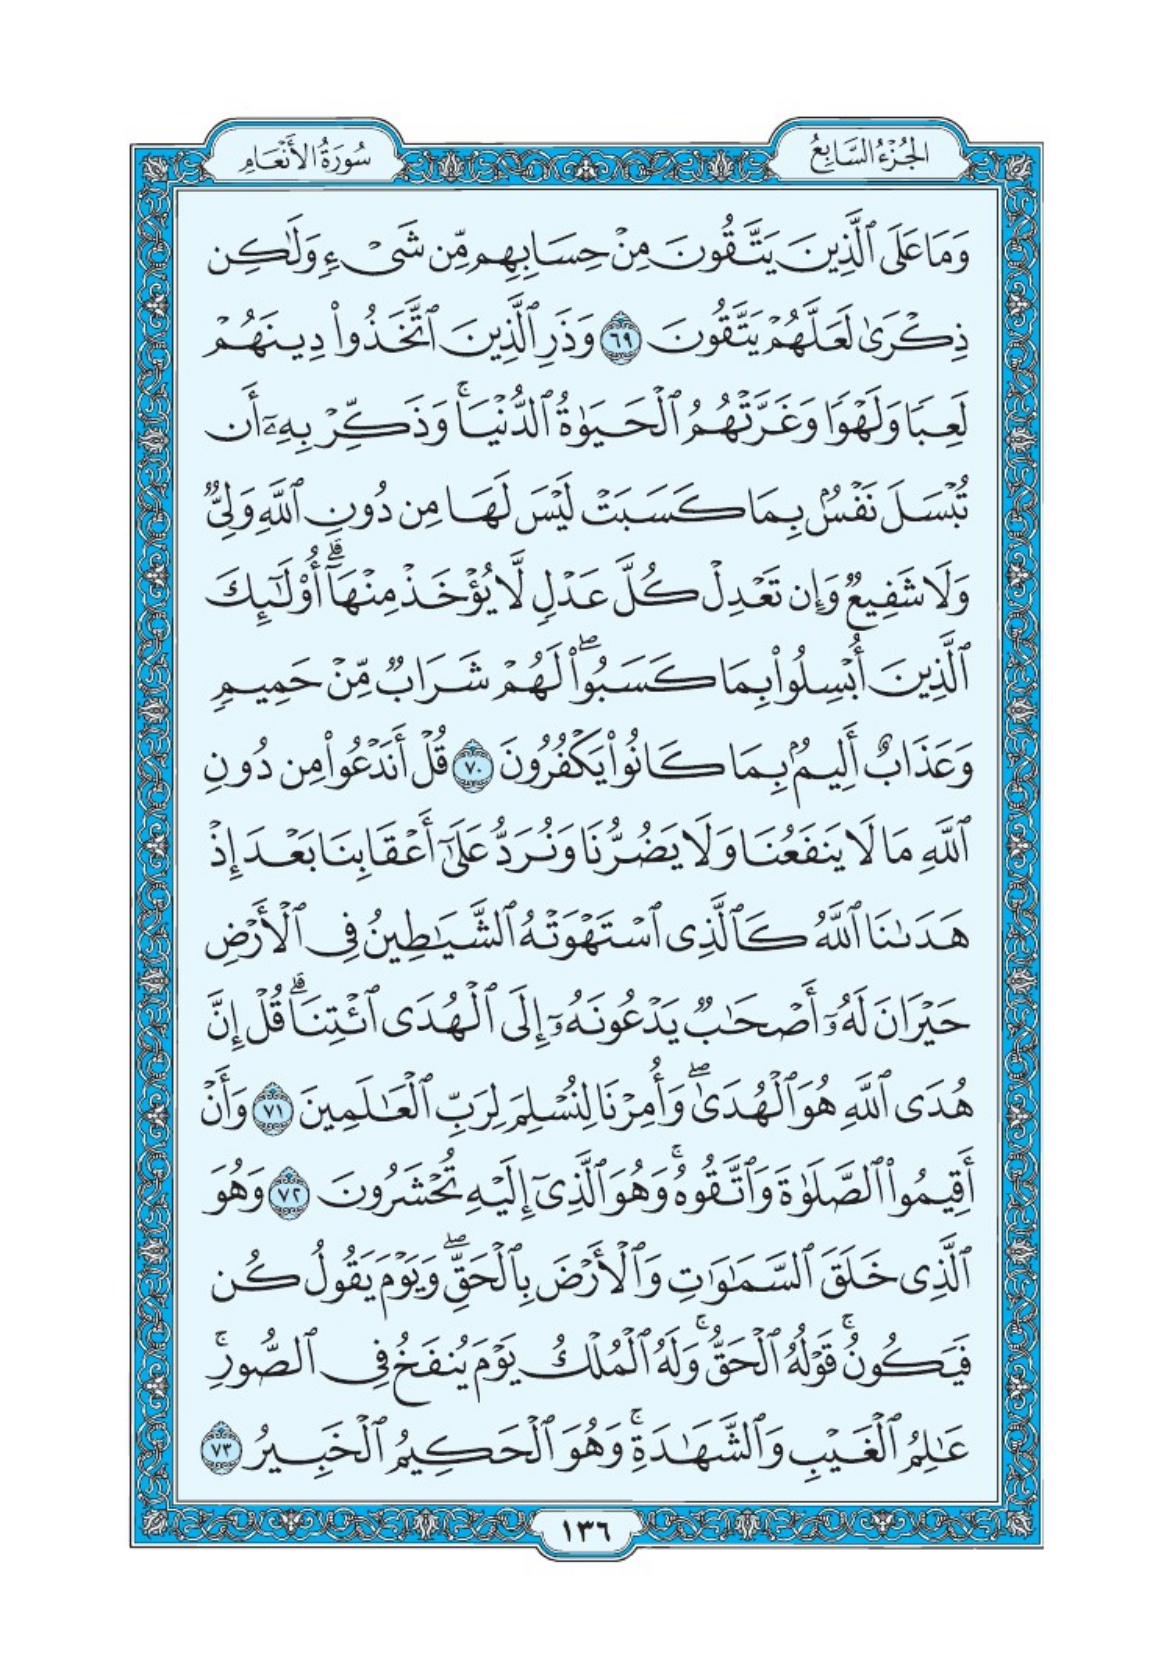 الجُزْءُ السَّابِعُ
سُورَةُ الأَنْعَامِ
وَمَا عَلَى ٱلَّذِينَ يَتَّقُونَ مِنْ حِسَابِهِم مِّن شَىْءٍ وَلَٰكِن
ذِكْرَىٰ لَعَلَّهُمْ يَتَّقُونَ ٦٩ وَذَرِ ٱلَّذِينَ ٱتَّخَذُوا۟ دِينَهُمْ
لَعِبًا وَلَهْوًا وَغَرَّتْهُمُ ٱلْحَيَوٰةُ ٱلدُّنْيَا ۚ وَذَكِّرْ بِهِۦٓ أَن
تُبْسَلَ نَفْسٌۢ بِمَا كَسَبَتْ لَيْسَ لَهَا مِن دُونِ ٱللَّهِ وَلِىٌّ
وَلَا شَفِيعٌ وَإِن تَعْدِلْ كُلَّ عَدْلٍ لَّا يُؤْخَذْ مِنْهَآ ۗ أُو۟لَٰٓئِكَ
ٱلَّذِينَ أُبْسِلُوا۟ بِمَا كَسَبُوا۟ ۖ لَهُمْ شَرَابٌ مِّنْ حَمِيمٍ
وَعَذَابٌ أَلِيمٌۢ بِمَا كَانُوا۟ يَكْفُرُونَ ٧٠ قُلْ أَنَدْعُوا۟ مِن دُونِ
ٱللَّهِ مَا لَا يَنفَعُنَا وَلَا يَضُرُّنَا وَنُرَدُّ عَلَىٰٓ أَعْقَابِنَا بَعْدَ إِذْ
هَدَىٰنَا ٱللَّهُ كَٱلَّذِى ٱسْتَهْوَتْهُ ٱلشَّيَٰطِينُ فِى ٱلْأَرْضِ
حَيْرَانَ لَهُۥٓ أَصْحَٰبٌ يَدْعُونَهُۥٓ إِلَى ٱلْهُدَى ٱئْتِنَا ۗ قُلْ إِنَّ
هُدَى ٱللَّهِ هُوَ ٱلْهُدَىٰ ۖ وَأُمِرْنَا لِنُسْلِمَ لِرَبِّ ٱلْعَٰلَمِينَ ٧١ وَأَنْ
أَقِيمُوا۟ ٱلصَّلَوٰةَ وَٱتَّقُوهُ ۚ وَهُوَ ٱلَّذِىٓ إِلَيْهِ تُحْشَرُونَ ٧٢ وَهُوَ
ٱلَّذِى خَلَقَ ٱلسَّمَٰوَٰتِ وَٱلْأَرْضَ بِٱلْحَقِّ ۖ وَيَوْمَ يَقُولُ كُن
فَيَكُونُ ۚ قَوْلُهُ ٱلْحَقُّ ۚ وَلَهُ ٱلْمُلْكُ يَوْمَ يُنفَخُ فِى ٱلصُّورِ ۚ
عَٰلِمُ ٱلْغَيْبِ وَٱلشَّهَٰدَةِ ۚ وَهُوَ ٱلْحَكِيمُ ٱلْخَبِيرُ ٧٣
١٣٦